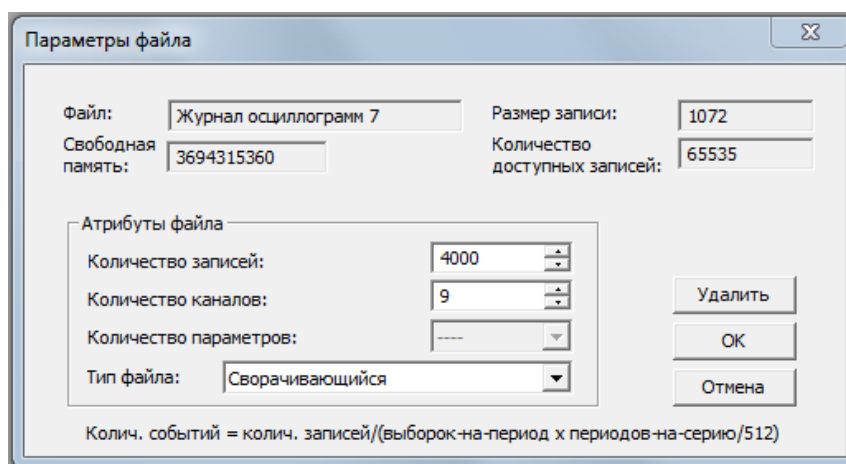 Параметры файла
Файл: Журнал осциллограмм 7 Размер записи: 1072
Свободная память: 3694315360 Количество доступных записей: 65535
Атрибуты файла
Количество записей: 4000
Количество каналов: 9
Количество параметров: ----
Тип файла: Сворачивающийся
Удалить
OK
Отмена
Колич. событий = колич. записей/(выборок-на-период x периодов-на-серию/512)